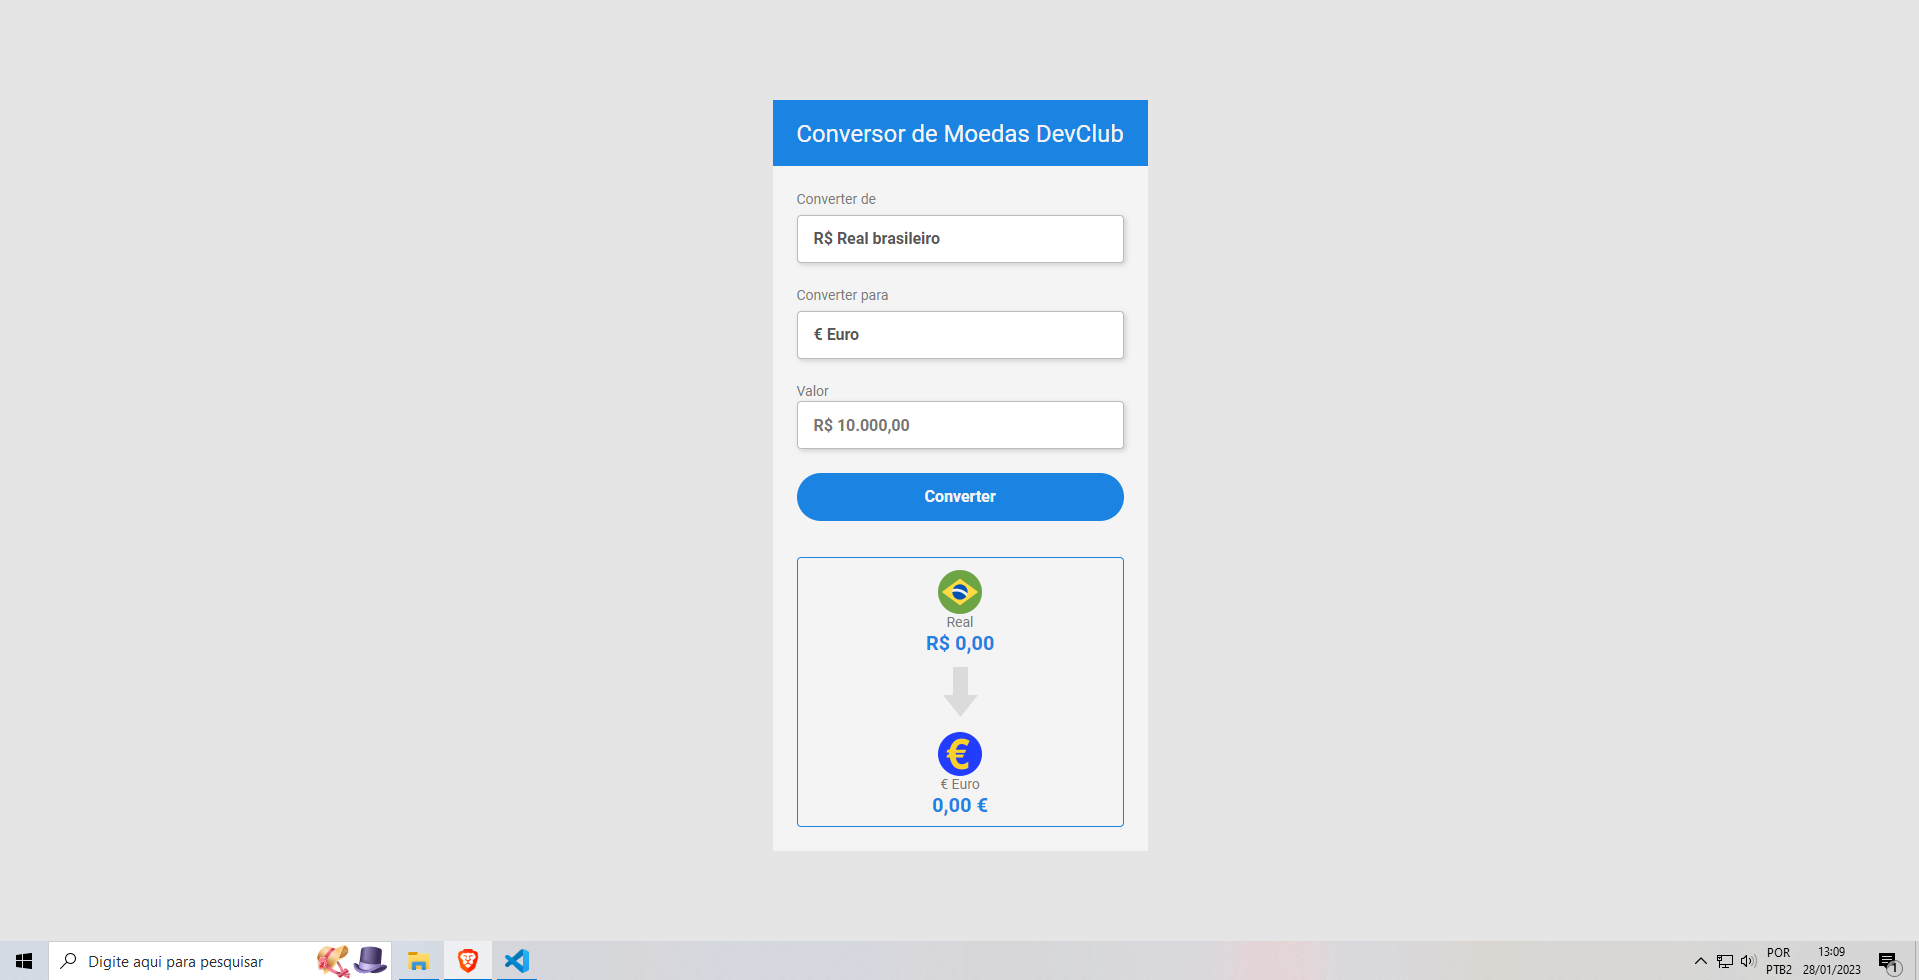 Conversor de Moedas DevClub
Converter de
R$ Real brasileiro
Converter para
€ Euro
Valor
R$ 10.000,00
Converter
Real
R$ 0,00
€
€ Euro
0,00 €
Digite aqui para pesquisar
POR
PTB2
13:09
28/01/2023
1